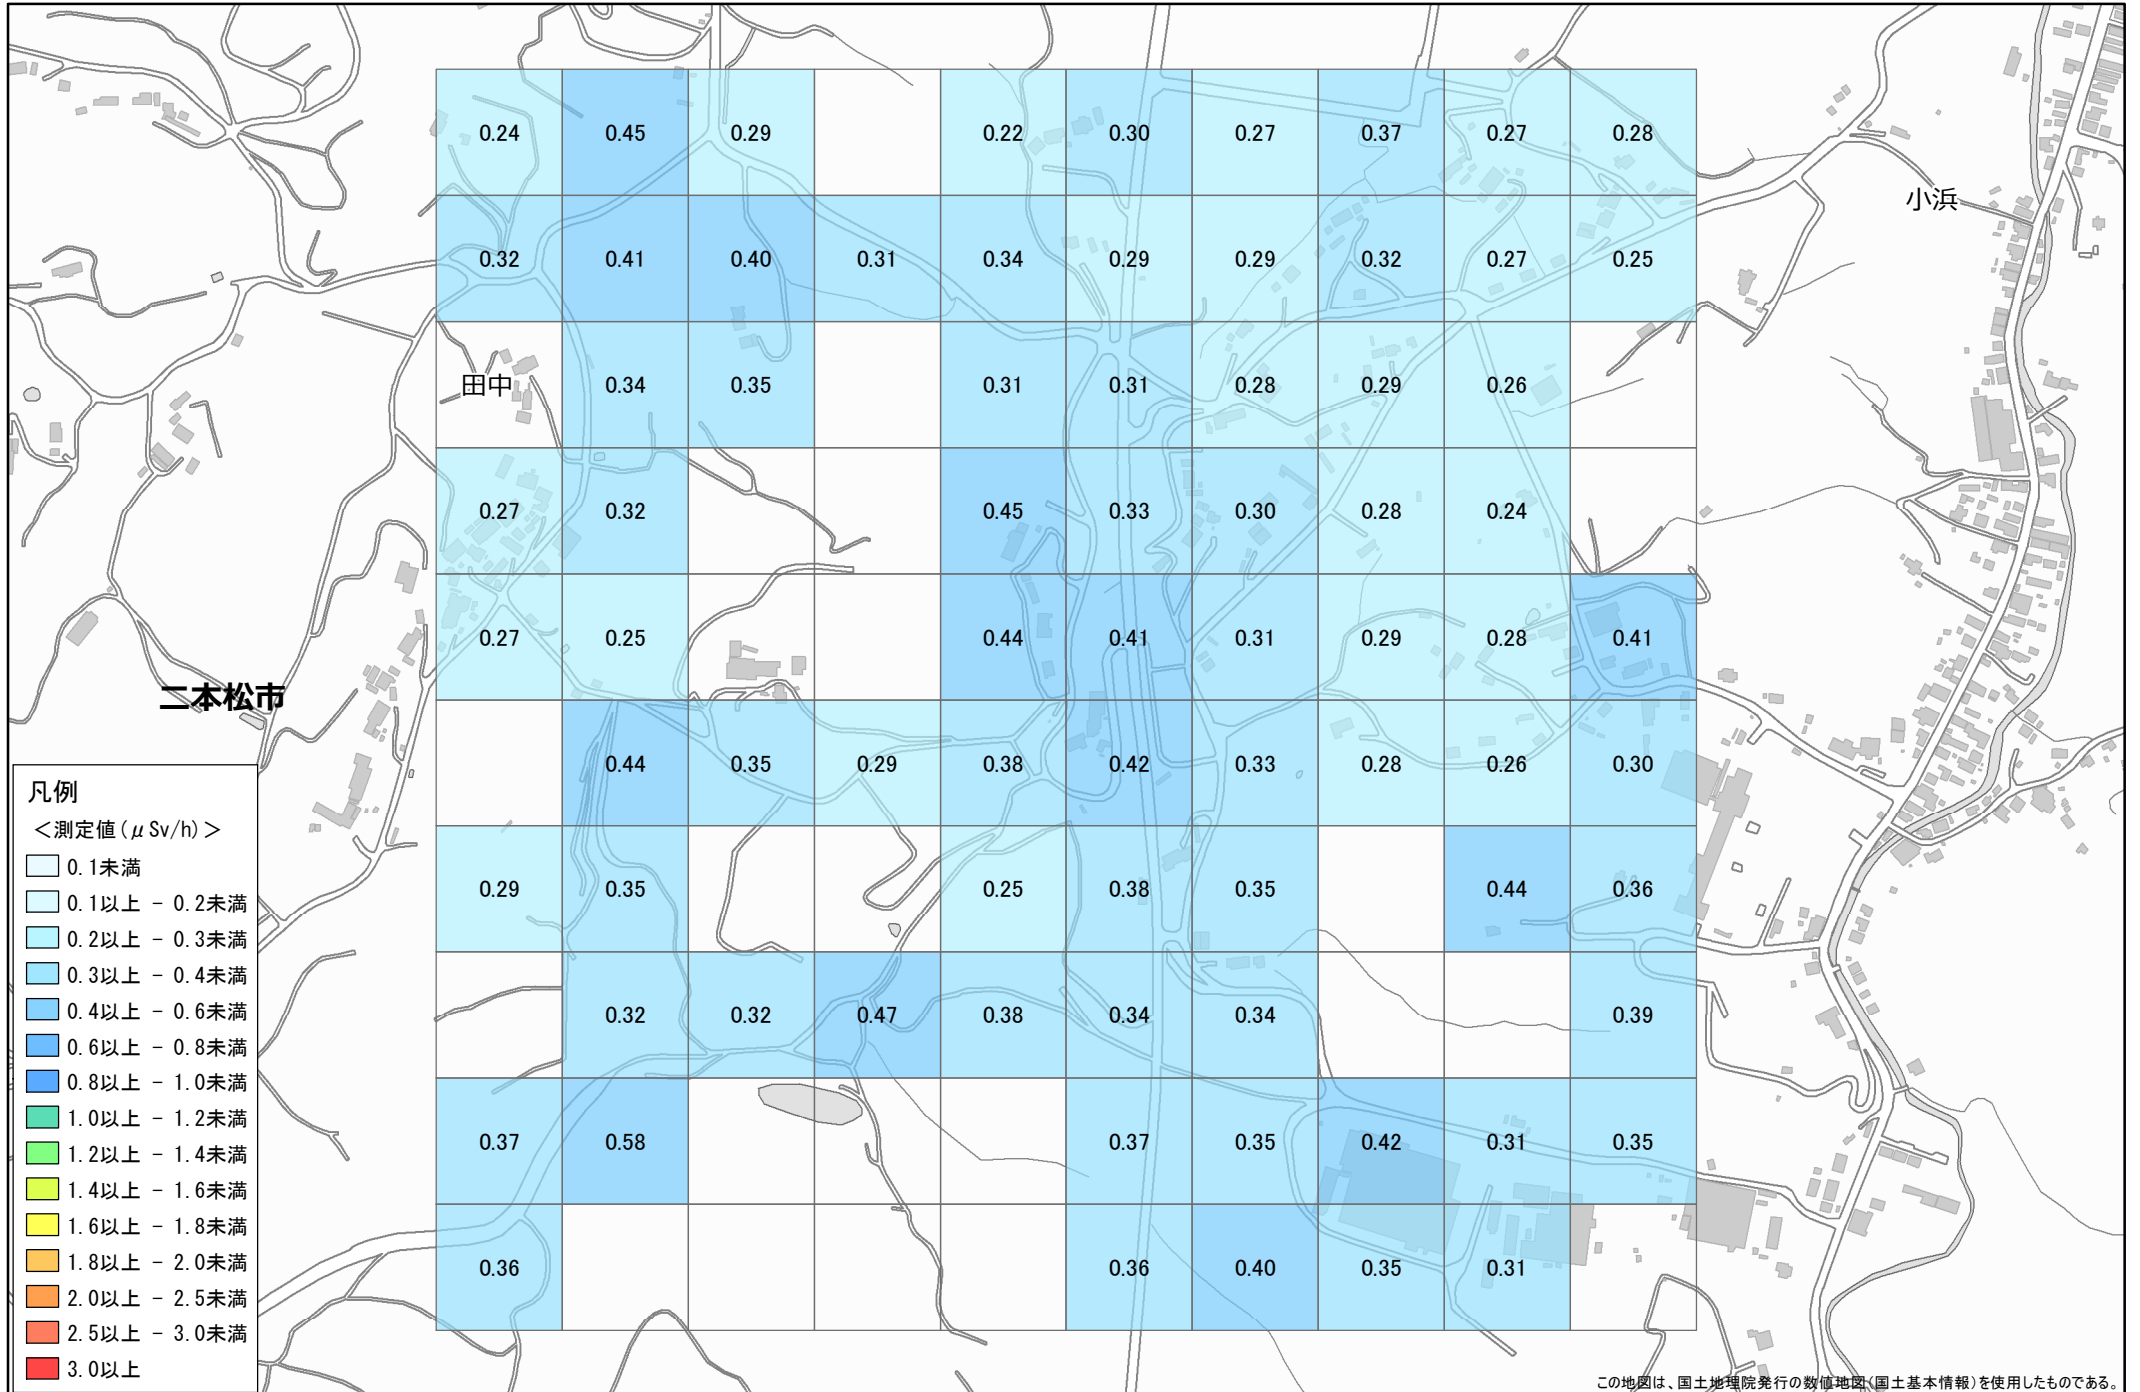 0.24 0.45 0.29 0.22 0.30 0.27 0.37 0.27 0.28
小浜
0.32 0.41 0.40 0.31 0.34 0.29 0.29 0.32 0.27 0.25
田中 0.34 0.35 0.31 0.31 0.28 0.29 0.26
0.27 0.32 0.45 0.33 0.30 0.28 0.24
0.27 0.25 0.44 0.41 0.31 0.29 0.28 0.41
二本松市
0.44 0.35 0.29 0.38 0.42 0.33 0.28 0.26 0.30
0.29 0.35 0.25 0.38 0.35 0.44 0.36
0.32 0.32 0.47 0.38 0.34 0.34 0.39
0.37 0.58 0.37 0.35 0.42 0.31 0.35
0.36 0.36 0.40 0.35 0.31
凡例
＜測定値(μSv/h)＞
0.1未満
0.1以上 － 0.2未満
0.2以上 － 0.3未満
0.3以上 － 0.4未満
0.4以上 － 0.6未満
0.6以上 － 0.8未満
0.8以上 － 1.0未満
1.0以上 － 1.2未満
1.2以上 － 1.4未満
1.4以上 － 1.6未満
1.6以上 － 1.8未満
1.8以上 － 2.0未満
2.0以上 － 2.5未満
2.5以上 － 3.0未満
3.0以上
この地図は、国土地理院発行の数値地図(国土基本情報)を使用したものである。